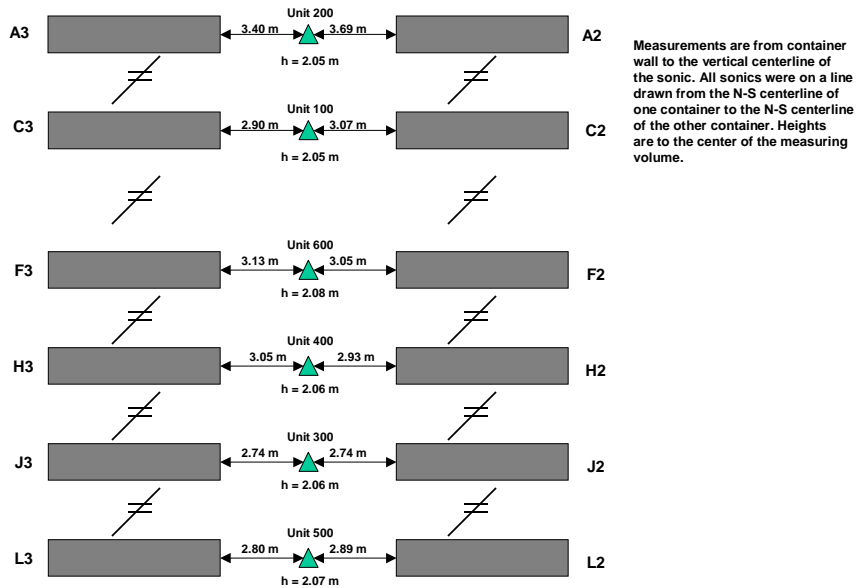 Unit 200
A3
3.40 m
3.69 m
A2
h = 2.05 m
Measurements are from container
wall to the vertical centerline of
the sonic. All sonics were on a line
drawn from the N-S centerline of
one container to the N-S centerline
of the other container. Heights
are to the center of the measuring
volume.
Unit 100
C3
2.90 m
3.07 m
C2
h = 2.05 m
Unit 600
F3
3.13 m
3.05 m
F2
h = 2.08 m
Unit 400
H3
3.05 m
2.93 m
H2
h = 2.06 m
Unit 300
J3
2.74 m
2.74 m
J2
h = 2.06 m
Unit 500
L3
2.80 m
2.89 m
L2
h = 2.07 m